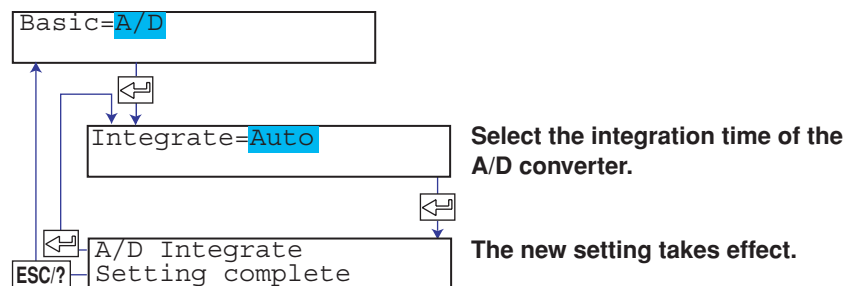 Basic=A/D
Integrate=Auto
Select the integration time of the
A/D converter.
A/D Integrate
Setting complete
The new setting takes effect.
ESC/?